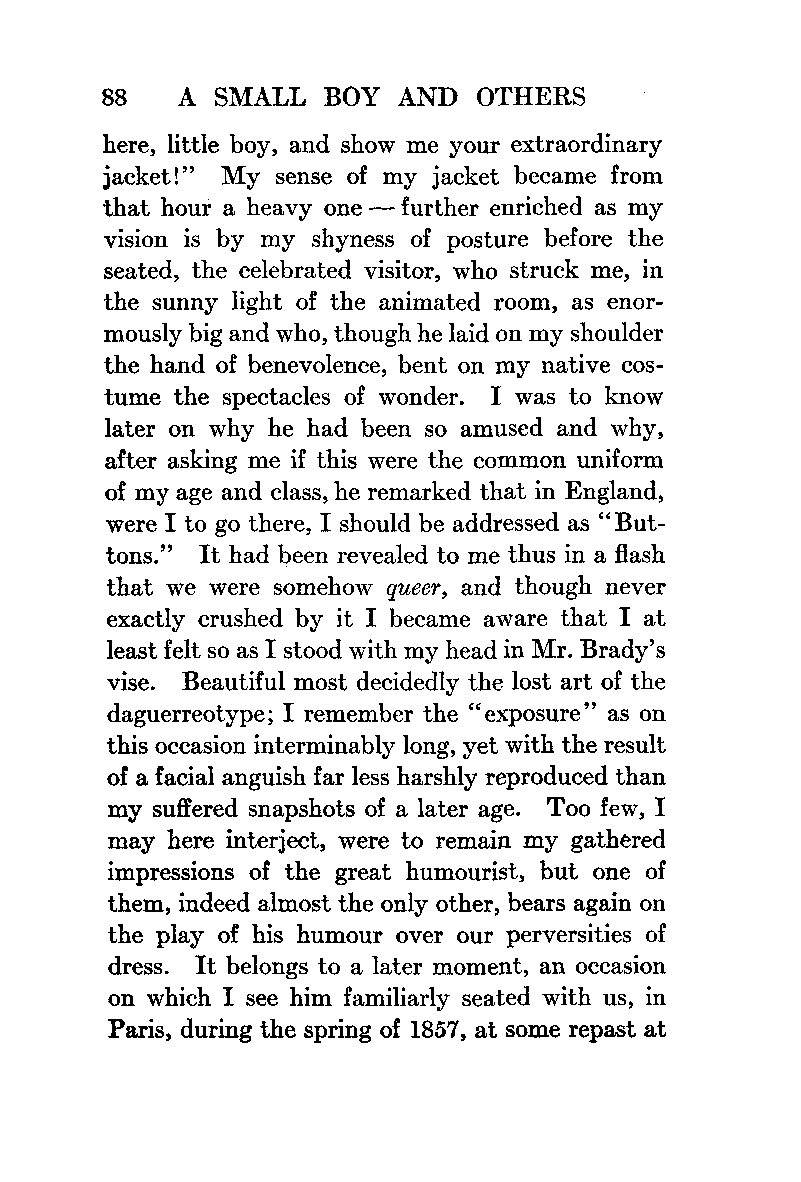 88 A SMALL BOY AND OTHERS
here, little boy, and show me your extraordinary
jacket!" My sense of my jacket became from
that hour a heavy one — further enriched as my
vision is by my shyness of posture before the
seated, the celebrated visitor, who struck me, in
the sunny light of the animated room, as enor-
mously big and who, though he laid on my shoulder
the hand of benevolence, bent on my native cos-
tume the spectacles of wonder. I was to know
later on why he had been so amused and why,
after asking me if this were the common uniform
of my age and class, he remarked that in England,
were I to go there, I should be addressed as "But-
tons." It had been revealed to me thus in a flash
that we were somehow queer, and though never
exactly crushed by it I became aware that I at
least felt so as I stood with my head in Mr. Brady's
vise. Beautiful most decidedly the lost art of the
daguerreotype; I remember the "exposure" as on
this occasion interminably long, yet with the result
of a facial anguish far less harshly reproduced than
my suffered snapshots of a later age. Too few, I
may here interject, were to remain my gathered
impressions of the great humourist, but one of
them, indeed almost the only other, bears again on
the play of his humour over our perversities of
dress. It belongs to a later moment, an occasion
on which I see him familiarly seated with us, in
Paris, during the spring of 1857, at some repast at